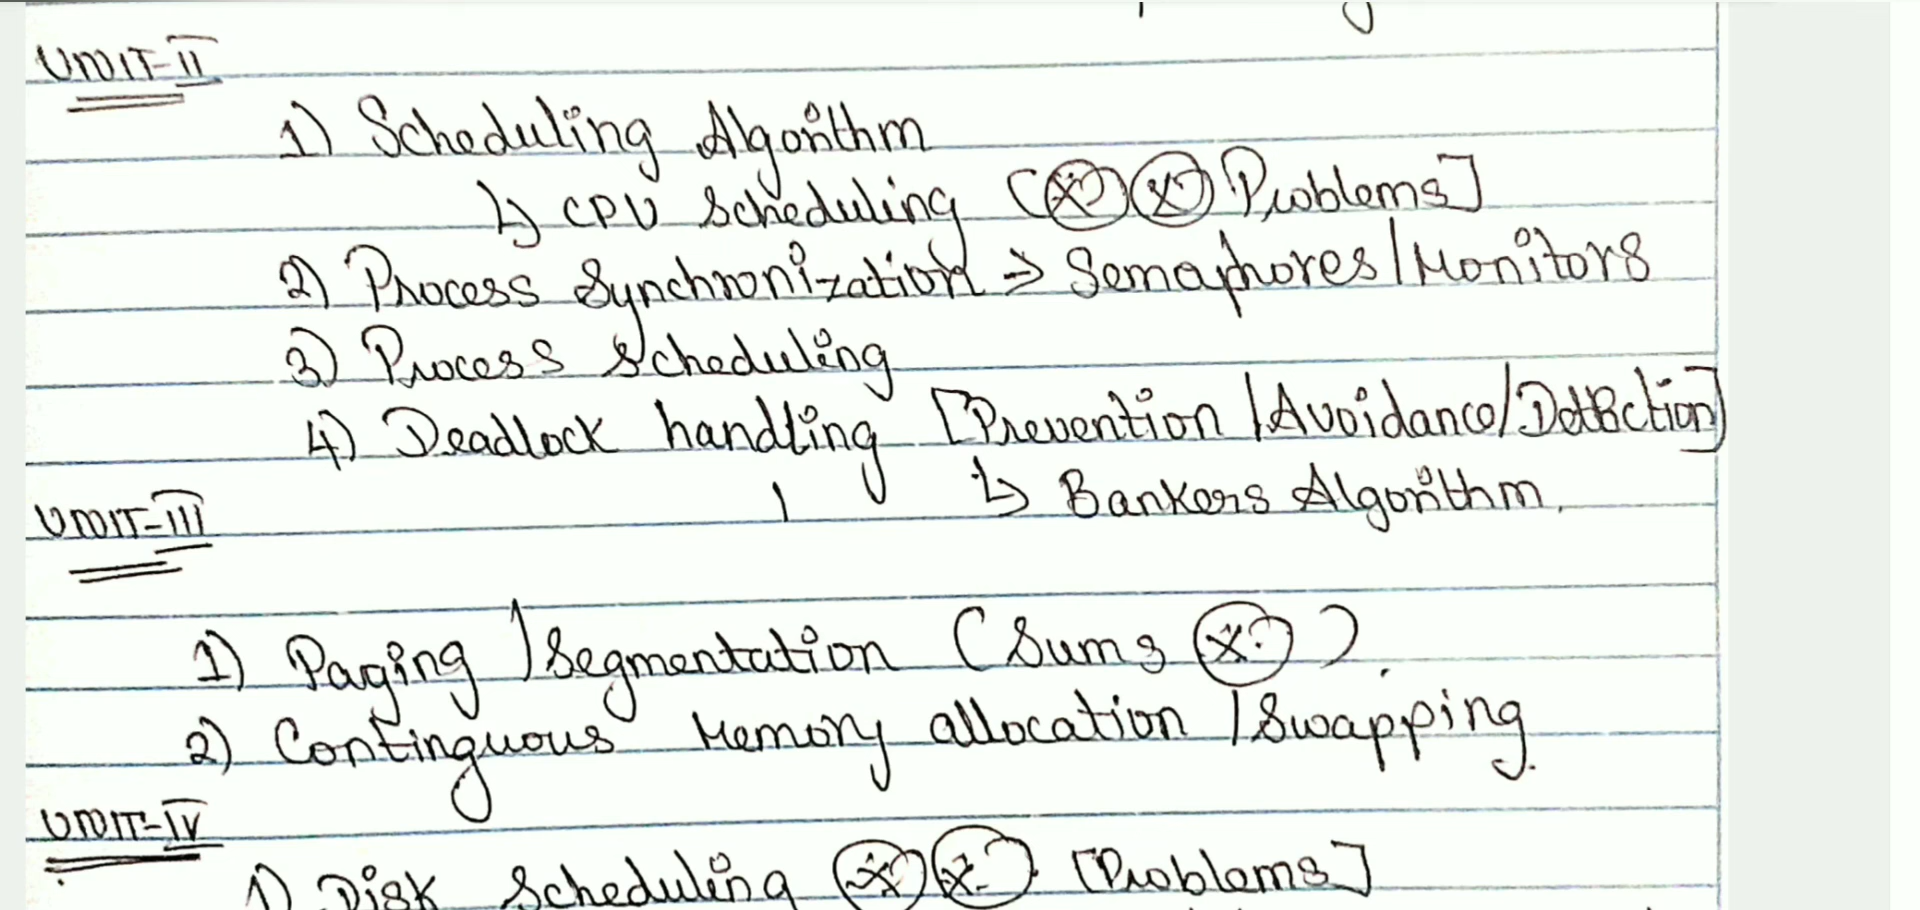 UNIT-II
1) Scheduling Algorithm
↳ CPU Scheduling [(*)(*) Problems]
2) Process Synchronization ⇒ Semaphores/Monitors
3) Process Scheduling
4) Deadlock handling [Prevention/Avoidance/Detection]
↳ Bankers Algorithm.
UNIT-III
1) Paging/Segmentation (Sums (*)).
2) Continguous Memory allocation/Swapping.
UNIT-IV
1) Disk Scheduling (*)(*) [Problems]